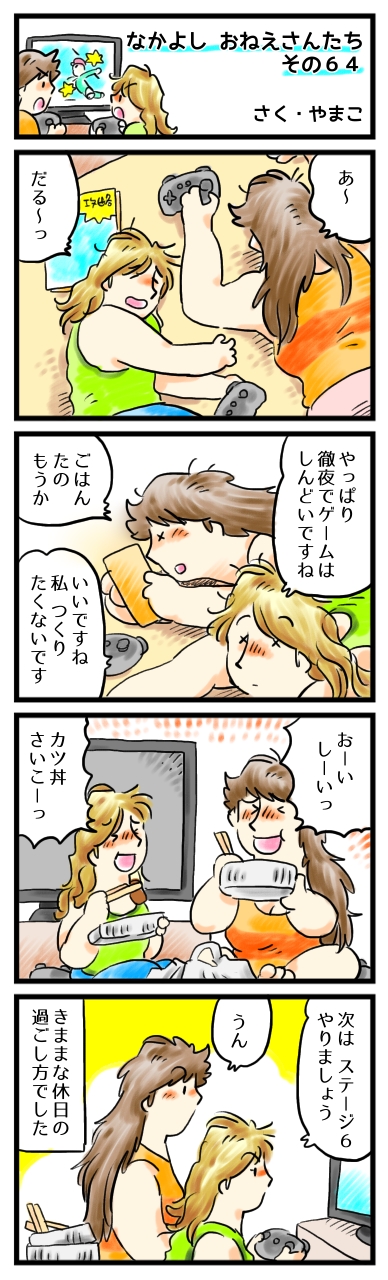 なかよし おねえさんたち
その６４
さく・やまこ
あ～
だる～っ
攻略
やっぱり
徹夜でゲームは
しんどいですね
ごはん
たの
もうか
いいですね
私 つくり
たくないです
おーい
しーいっ
カツ丼
さいこーっ
次は ステージ６
やりましょう
うん
きままな休日の
過ごし方でした